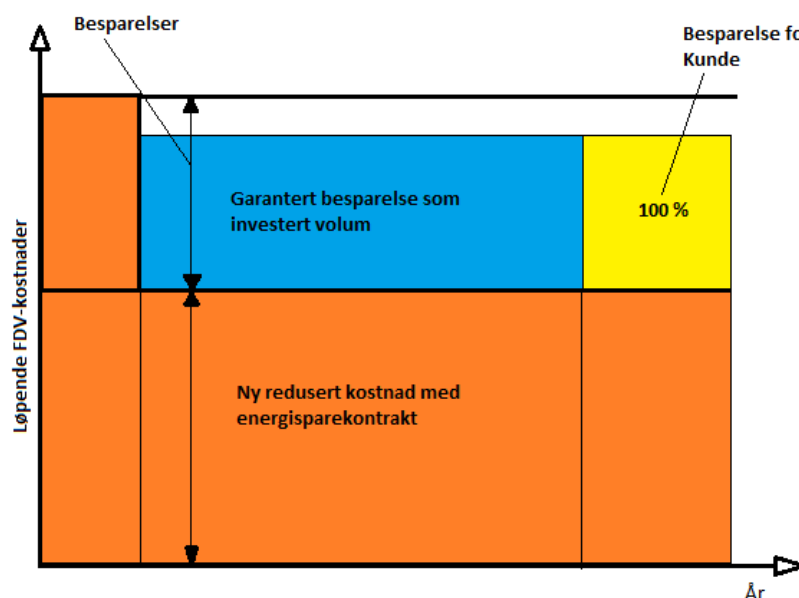 Besparelser
Besparelse fo
Kunde
Garantert besparelse som
investert volum
100 %
Løpende FDV-kostnader
Ny redusert kostnad med
energisparekontrakt
År